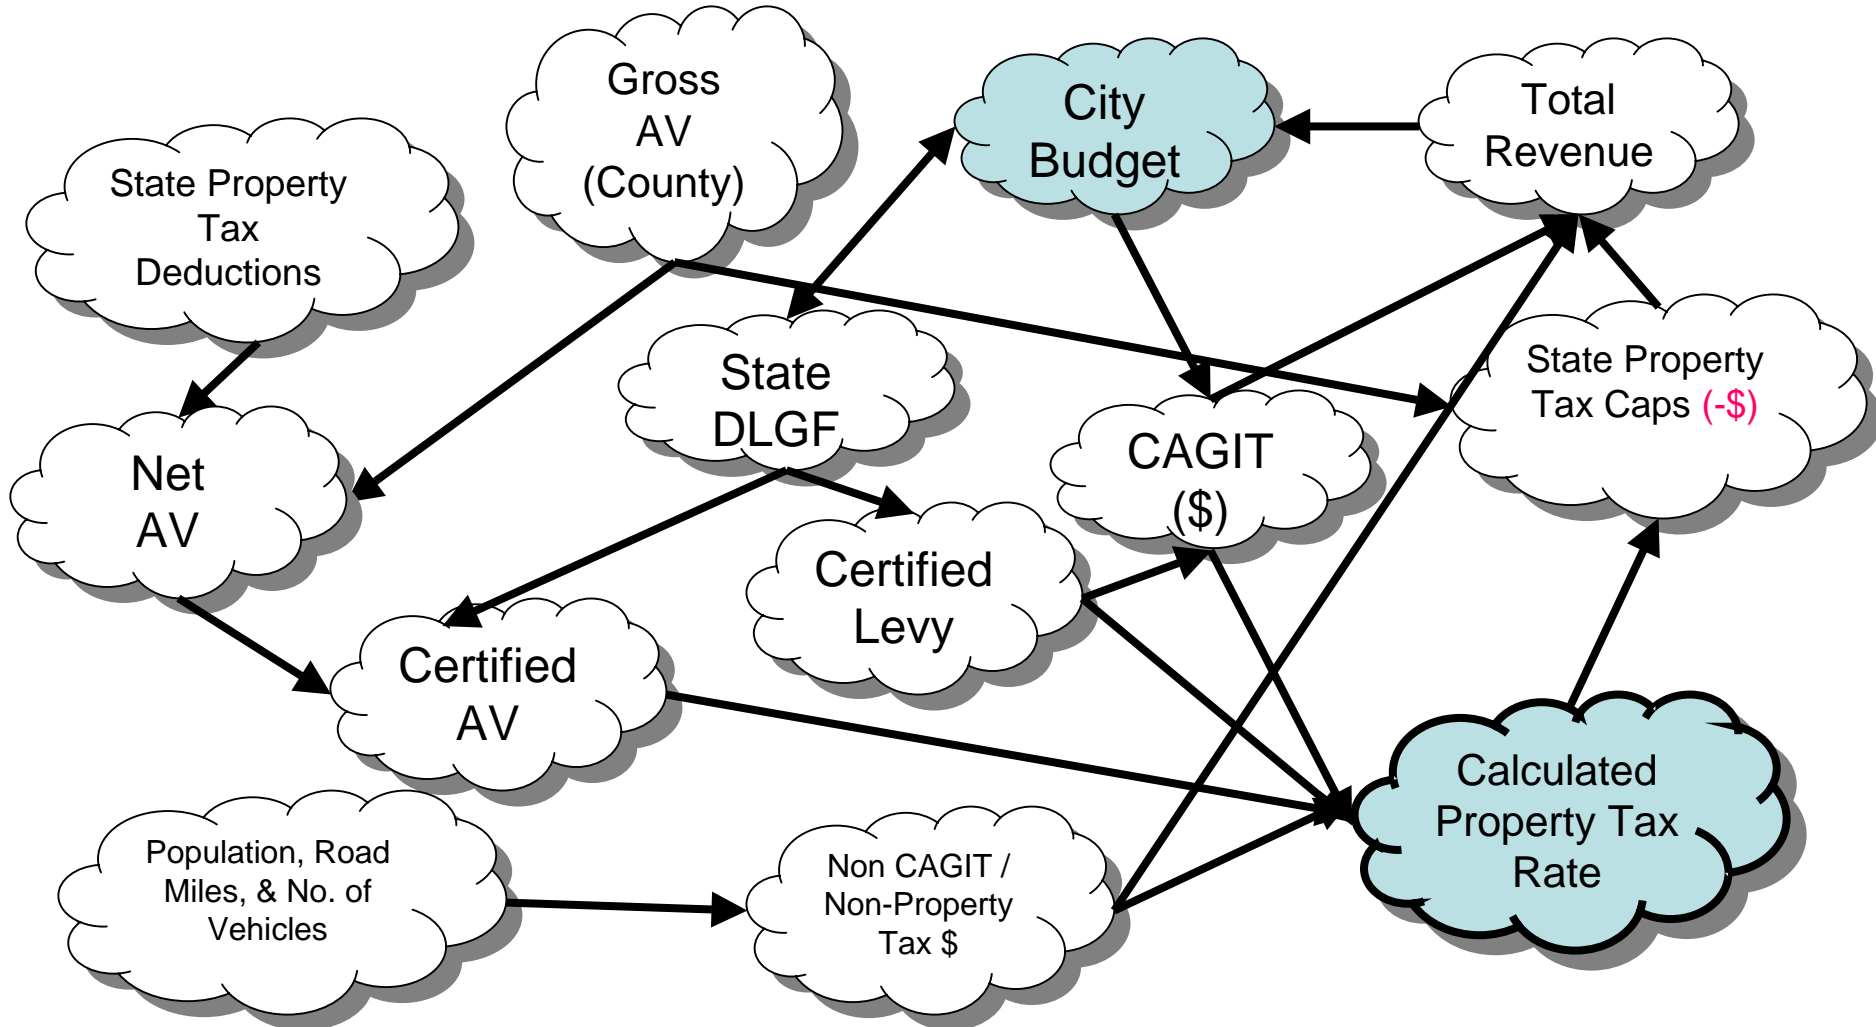 Gross
AV
(County)
City
Budget
Total
Revenue
State Property
Tax
Deductions
State
DLGF
State Property
Tax Caps (-$)
Net
AV
CAGIT
($)
Certified
Levy
Certified
AV
Calculated
Property Tax
Rate
Population, Road
Miles, & No. of
Vehicles
Non CAGIT /
Non-Property
Tax $